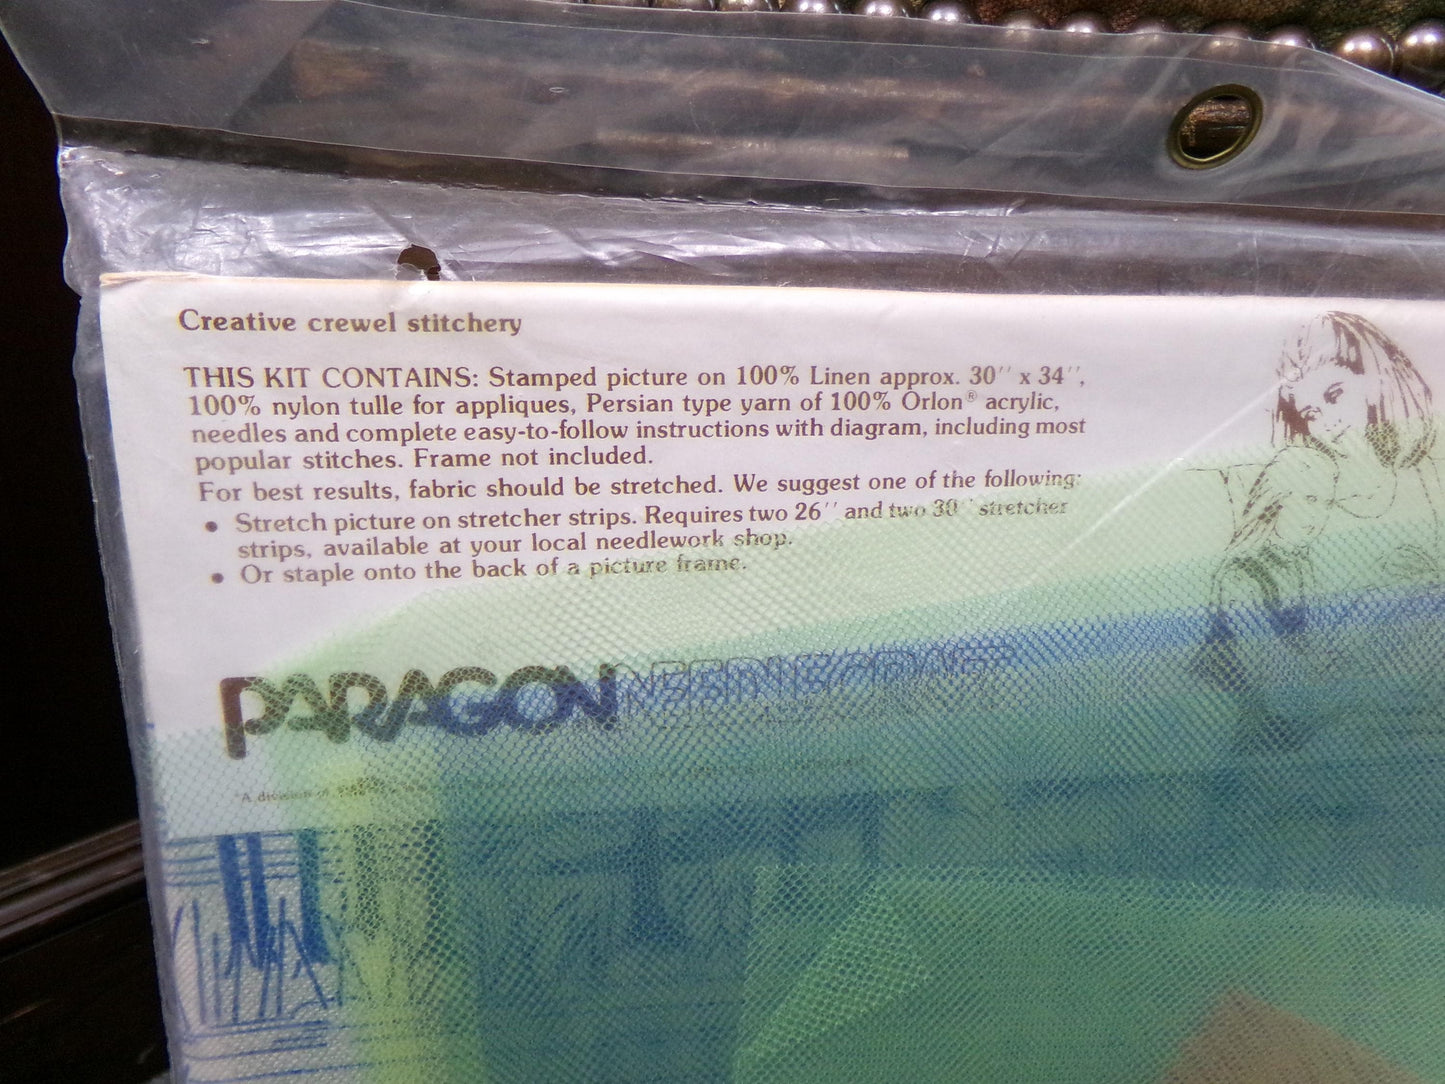 Creative crewel stitchery
THIS KIT CONTAINS: Stamped picture on 100% Linen approx. 30'' x 34'',
100% nylon tulle for appliques, Persian type yarn of 100% Orlon® acrylic,
needles and complete easy-to-follow instructions with diagram, including most
popular stitches. Frame not included.
For best results, fabric should be stretched. We suggest one of the following:
• Stretch picture on stretcher strips. Requires two 26'' and two 30'' stretcher
strips, available at your local needlework shop.
• Or staple onto the back of a picture frame.
PARAGON NEEDLECRAFT
*A division of